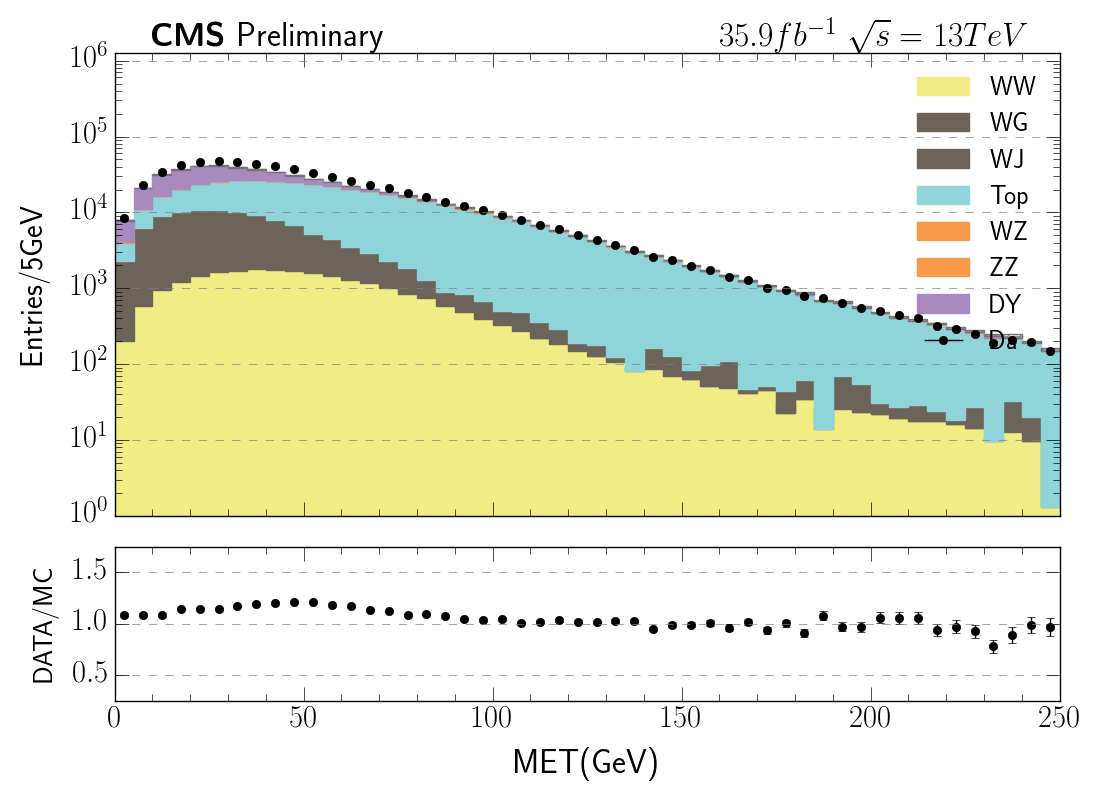 CMS Preliminary
35.9fb⁻¹ √s = 13TeV
Entries/5GeV
10⁶
10⁵
10⁴
10³
10²
10¹
10⁰
WW
WG
WJ
Top
WZ
ZZ
DY
Da
DATA/MC
1.5
1.0
0.5
0 50 100 150 200 250
MET(GeV)